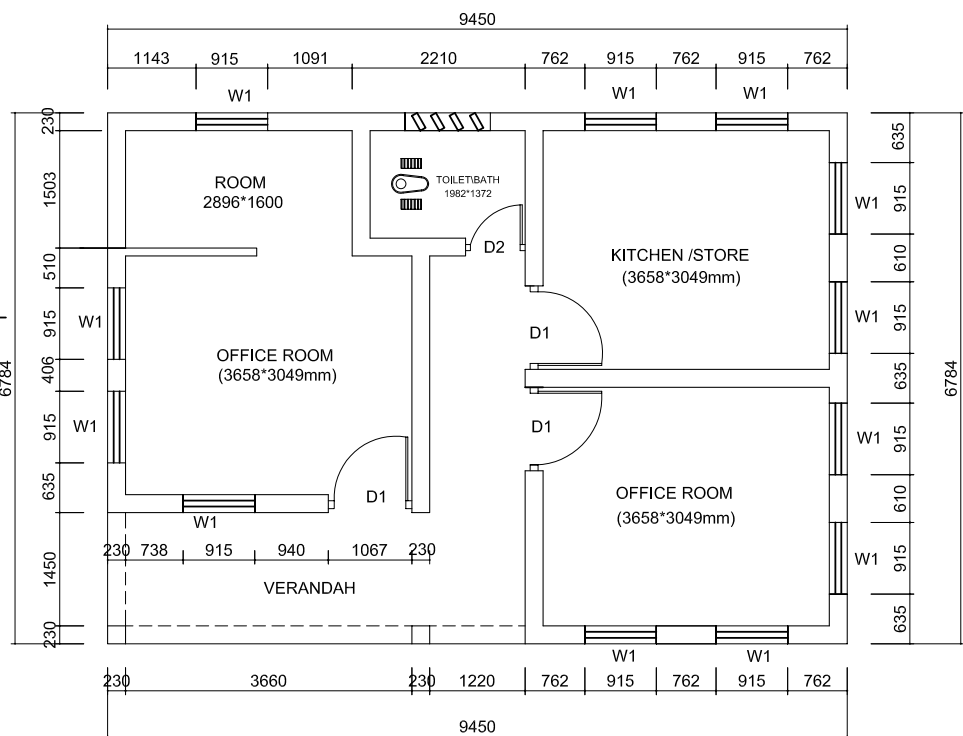 9450
1143 915 1091 2210 762 915 762 915 762
W1 W1 W1
230
635
ROOM
2896*1600
TOILET\BATH
1982*1372
1503
915
W1
D2
510
610
KITCHEN /STORE
(3658*3049mm)
W1
915
D1
W1
915
OFFICE ROOM
(3658*3049mm)
406
635
6784
6784
W1
915
D1
W1
915
635
D1
610
OFFICE ROOM
(3658*3049mm)
W1
230 738 915 940 1067 230
1450
W1
915
VERANDAH
230
635
W1 W1
230 3660 230 1220 762 915 762 915 762
9450